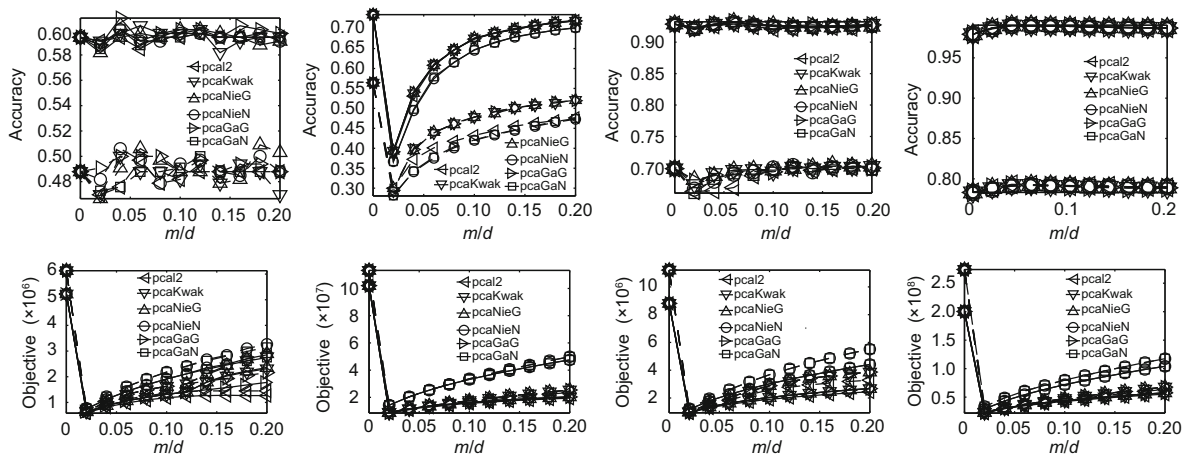 Accuracy
0.60
0.58
0.56
0.54
0.52
0.50
0.48
pcal2
pcaKwak
pcaNieG
pcaNieN
pcaGaG
pcaGaN
0 0.05 0.10 0.15 0.20
m/d
Accuracy
0.70
0.65
0.60
0.55
0.50
0.45
0.40
0.35
0.30
pcal2
pcaKwak
pcaNieG
pcaNieN
pcaGaG
pcaGaN
0 0.05 0.10 0.15 0.20
m/d
Accuracy
0.90
0.85
0.80
0.75
0.70
pcal2
pcaKwak
pcaNieG
pcaNieN
pcaGaG
pcaGaN
0 0.05 0.10 0.15 0.20
m/d
Accuracy
0.95
0.90
0.85
0.80
pcal2
pcaKwak
pcaNieG
pcaNieN
pcaGaG
pcaGaN
0 0.1 0.2
m/d
Objective (×10⁶)
6
5
4
3
2
1
pcal2
pcaKwak
pcaNieG
pcaNieN
pcaGaG
pcaGaN
0 0.05 0.10 0.15 0.20
m/d
Objective (×10⁷)
10
8
6
4
2
pcal2
pcaKwak
pcaNieG
pcaNieN
pcaGaG
pcaGaN
0 0.05 0.10 0.15 0.20
m/d
Objective (×10⁶)
10
8
6
4
2
pcal2
pcaKwak
pcaNieG
pcaNieN
pcaGaG
pcaGaN
0 0.05 0.10 0.15 0.20
m/d
Objective (×10⁸)
2.5
2.0
1.5
1.0
0.5
pcal2
pcaKwak
pcaNieG
pcaNieN
pcaGaG
pcaGaN
0 0.05 0.10 0.15 0.20
m/d